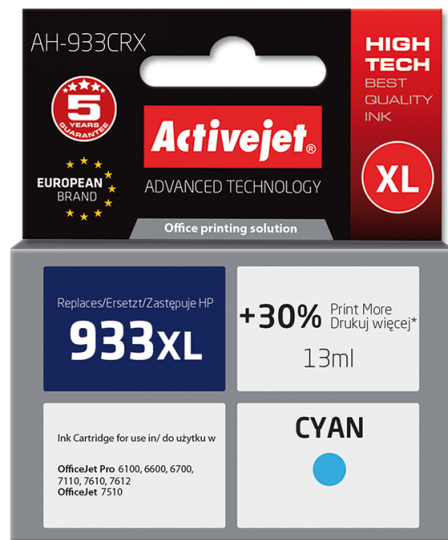 AH-933CRX
HIGH
TECH
BEST
QUALITY
INK
5
YEARS
GUARANTEE
Activejet®
XL
EUROPEAN
BRAND
ADVANCED TECHNOLOGY
Office printing solution
Replaces/Ersetzt/Zastępuje HP
933XL
+30% Print More
Drukuj więcej*
13ml
Ink Cartridge for use in/ do użytku w
OfficeJet Pro 6100, 6600, 6700,
7110, 7610, 7612
OfficeJet 7510
CYAN